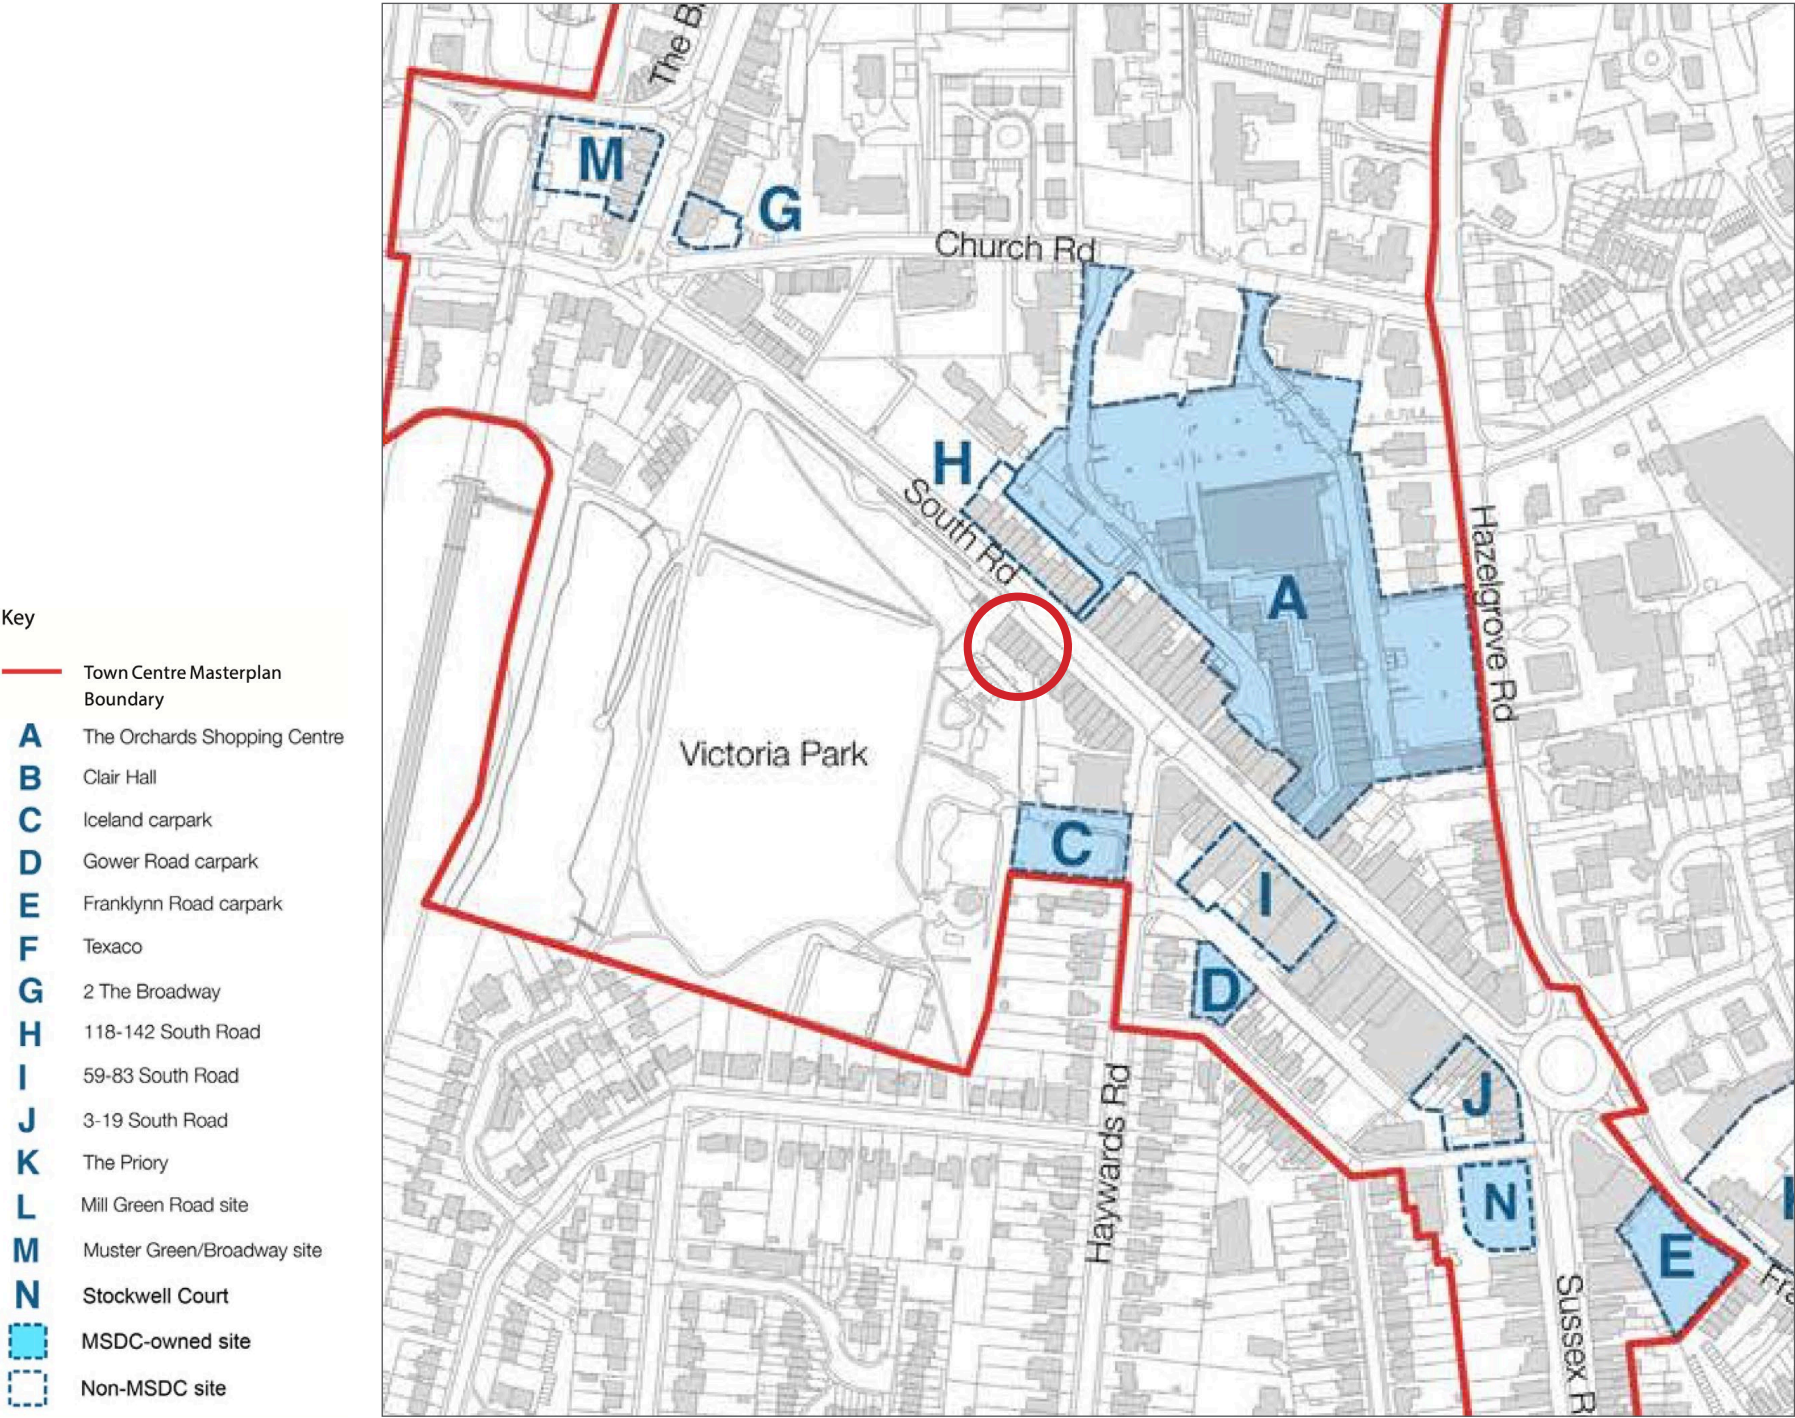 Key
Town Centre Masterplan
Boundary
A The Orchards Shopping Centre
B Clair Hall
C Iceland carpark
D Gower Road carpark
E Franklynn Road carpark
F Texaco
G 2 The Broadway
H 118-142 South Road
I 59-83 South Road
J 3-19 South Road
K The Priory
L Mill Green Road site
M Muster Green/Broadway site
N Stockwell Court
MSDC-owned site
Non-MSDC site
The B
M
G
Church Rd
H
South Rd
A
Hazelgrove Rd
Victoria Park
C
I
D
Haywards Rd
J
N
E
Sussex R
Fra